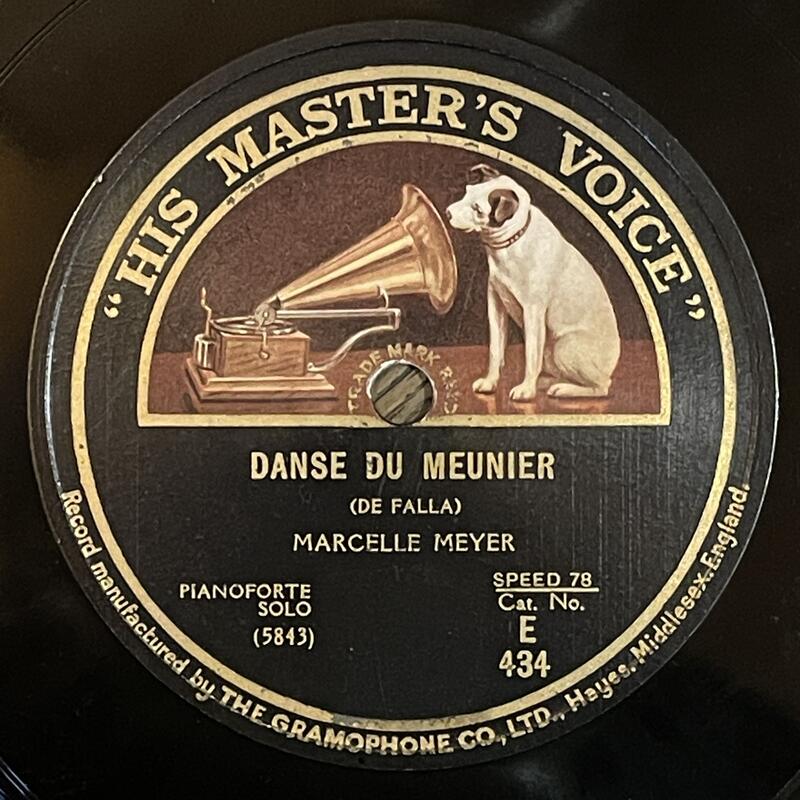 “HIS MASTER'S VOICE”
TRADE MARK
DANSE DU MEUNIER
(DE FALLA)
MARCELLE MEYER
PIANOFORTE
SOLO
(5843)
SPEED 78
Cat. No.
E
434
Record manufactured by THE GRAMOPHONE CO., LTD., Hayes, Middlesex, England.